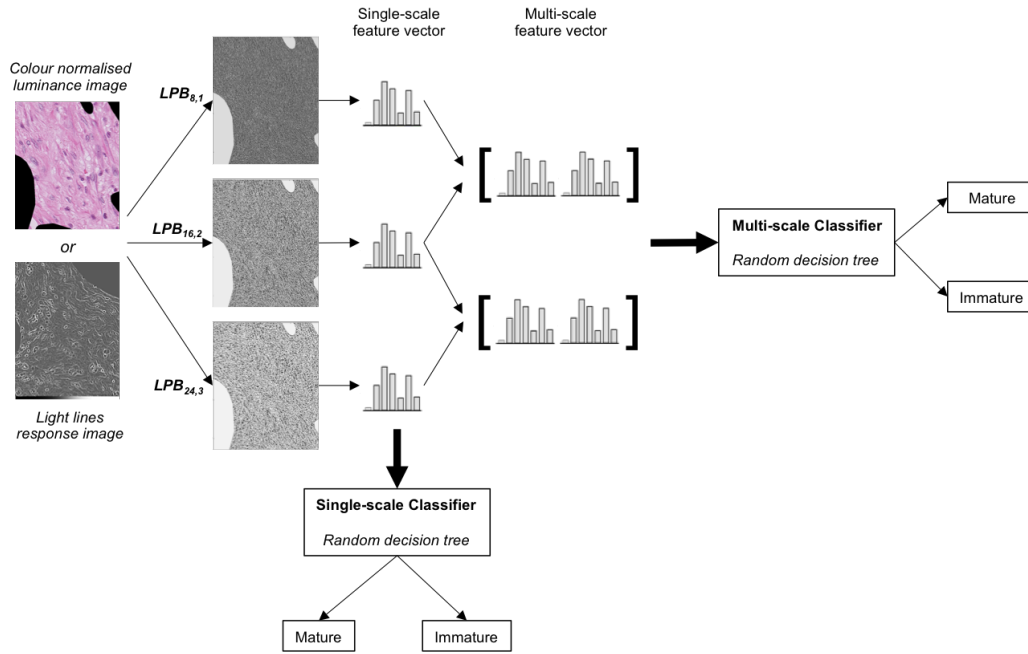 Single-scale
feature vector
Multi-scale
feature vector
Colour normalised
luminance image
or
Light lines
response image
LPB8,1
LPB16,2
LPB24,3
[ ]
[ ]
Multi-scale Classifier
Random decision tree
Mature
Immature
Single-scale Classifier
Random decision tree
Mature
Immature